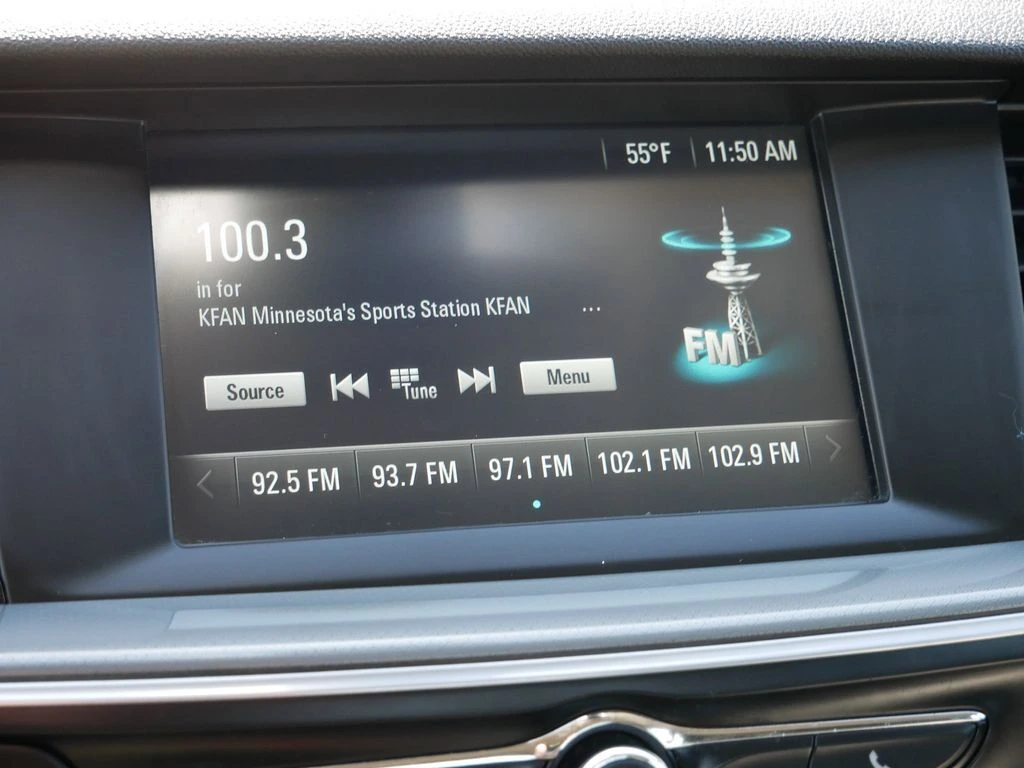 55°F 11:50 AM
100.3
in for
KFAN Minnesota's Sports Station KFAN ...
FM
Source Tune Menu
92.5 FM 93.7 FM 97.1 FM 102.1 FM 102.9 FM